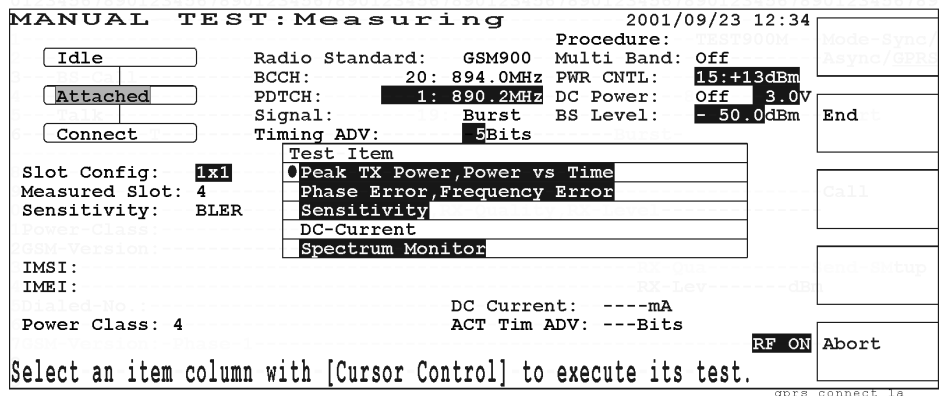 MANUAL TEST:Measuring 2001/09/23 12:34
Procedure:
Idle Radio Standard: GSM900 Multi Band: Off
BCCH: 20: 894.0MHz PWR CNTL: 15:+13dBm
Attached PDTCH: 1: 890.2MHz DC Power: Off 3.0V
Signal: Burst BS Level: - 50.0dBm End
Connect Timing ADV: -5Bits
Test Item
Slot Config: 1x1 ●Peak TX Power,Power vs Time
Measured Slot: 4 Phase Error,Frequency Error
Sensitivity: BLER Sensitivity
DC-Current
Spectrum Monitor
IMSI:
IMEI:
DC Current: ----mA
Power Class: 4 ACT Tim ADV: ---Bits
RF ON Abort
Select an item column with [Cursor Control] to execute its test.
gprs connect la